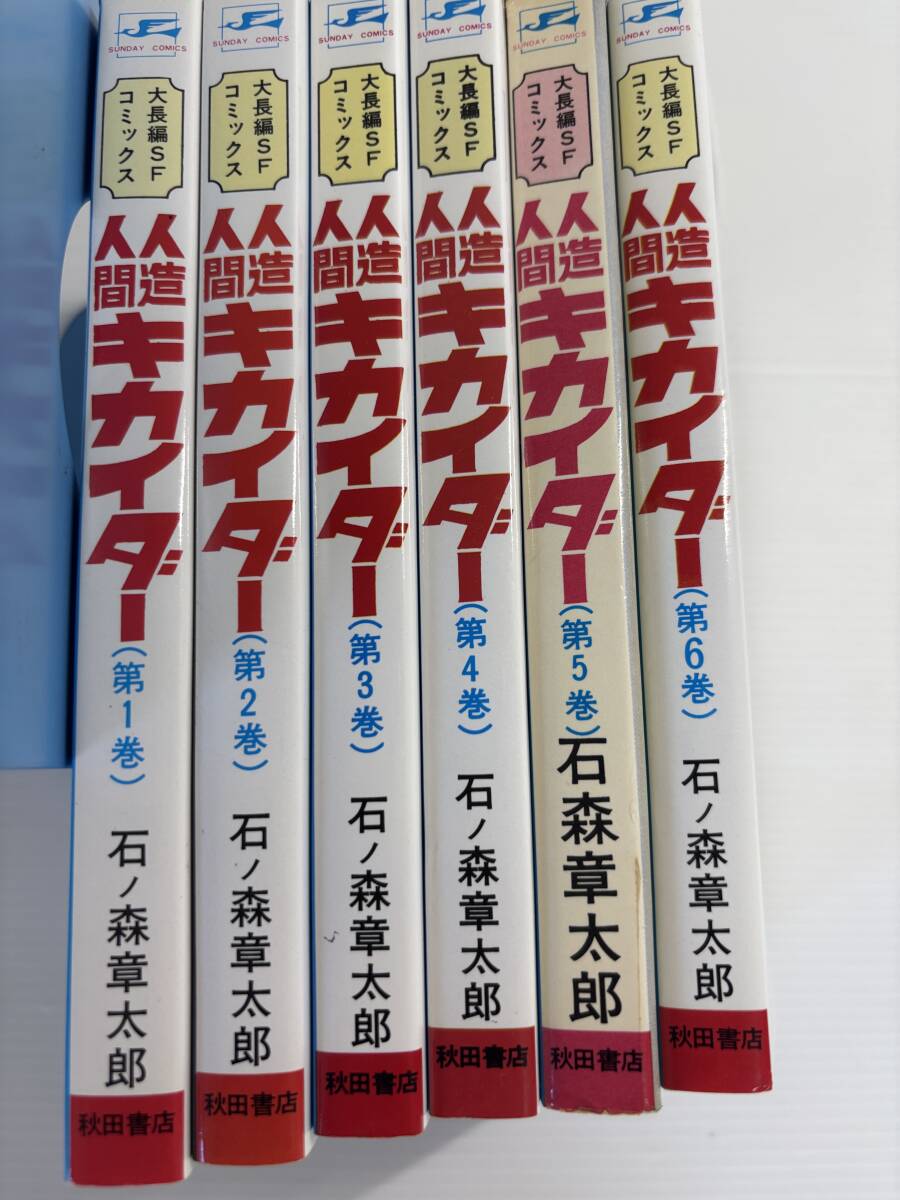 SUNDAY COMICS
大長編SF
コミックス
人造
人間
キカイダー
(第1巻)
石ノ森章太郎
秋田書店
SUNDAY COMICS
大長編SF
コミックス
人造
人間
キカイダー
(第2巻)
石ノ森章太郎
秋田書店
SUNDAY COMICS
大長編SF
コミックス
人造
人間
キカイダー
(第3巻)
石ノ森章太郎
秋田書店
SUNDAY COMICS
大長編SF
コミックス
人造
人間
キカイダー
(第4巻)
石ノ森章太郎
秋田書店
SUNDAY COMICS
大長編SF
コミックス
人造
人間
キカイダー
(第5巻)
石森章太郎
秋田書店
SUNDAY COMICS
大長編SF
コミックス
人造
人間
キカイダー
(第6巻)
石ノ森章太郎
秋田書店